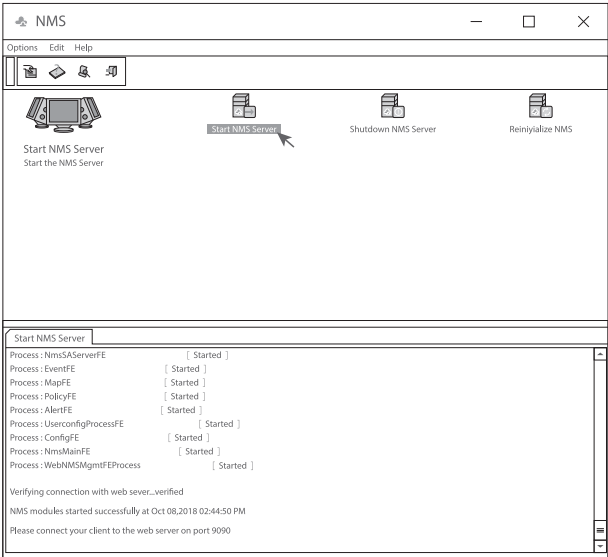 NMS
Options Edit Help
Start NMS Server
Start the NMS Server
Start NMS Server
Shutdown NMS Server
Reiniyialize NMS
Start NMS Server
Process : NmsSAServerFE [ Started ]
Process : EventFE [ Started ]
Process : MapFE [ Started ]
Process : PolicyFE [ Started ]
Process : AlertFE [ Started ]
Process : UserconfigProcessFE [ Started ]
Process : ConfigFE [ Started ]
Process : NmsMainFE [ Started ]
Process : WebNMSMgmtFEProcess [ Started ]
Verifying connection with web sever...verified
NMS modules started successfully at Oct 08,2018 02:44:50 PM
Please connect your client to the web server on port 9090